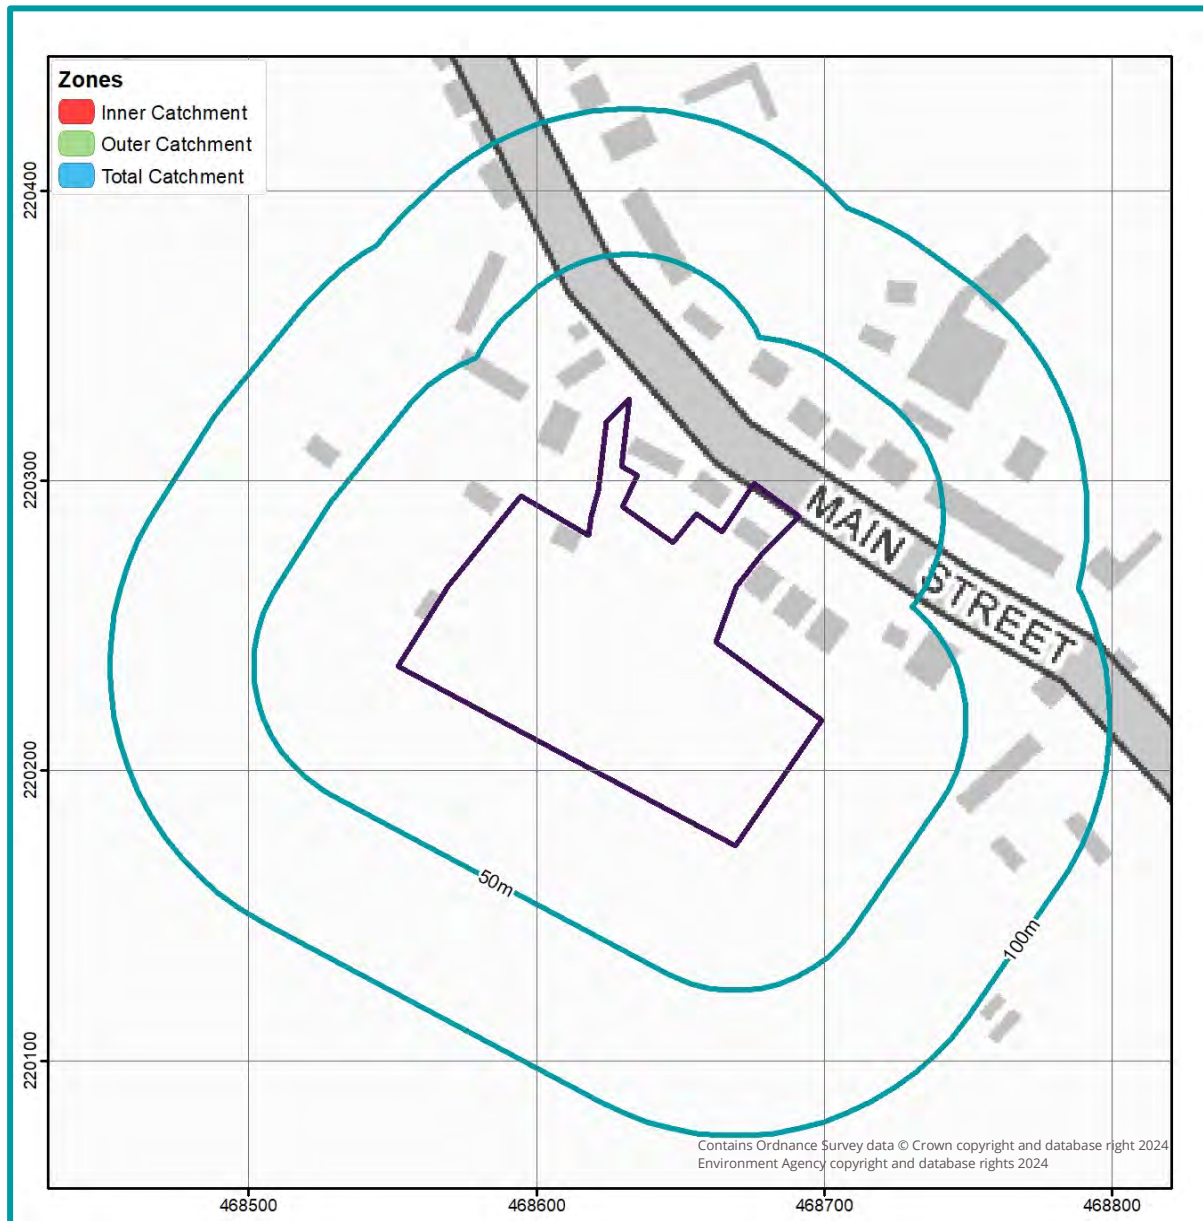 Zones
Inner Catchment
Outer Catchment
Total Catchment
220400
220300
220200
220100
MAIN STREET
50m
100m
Contains Ordnance Survey data © Crown copyright and database right 2024
Environment Agency copyright and database rights 2024
468500
468600
468700
468800